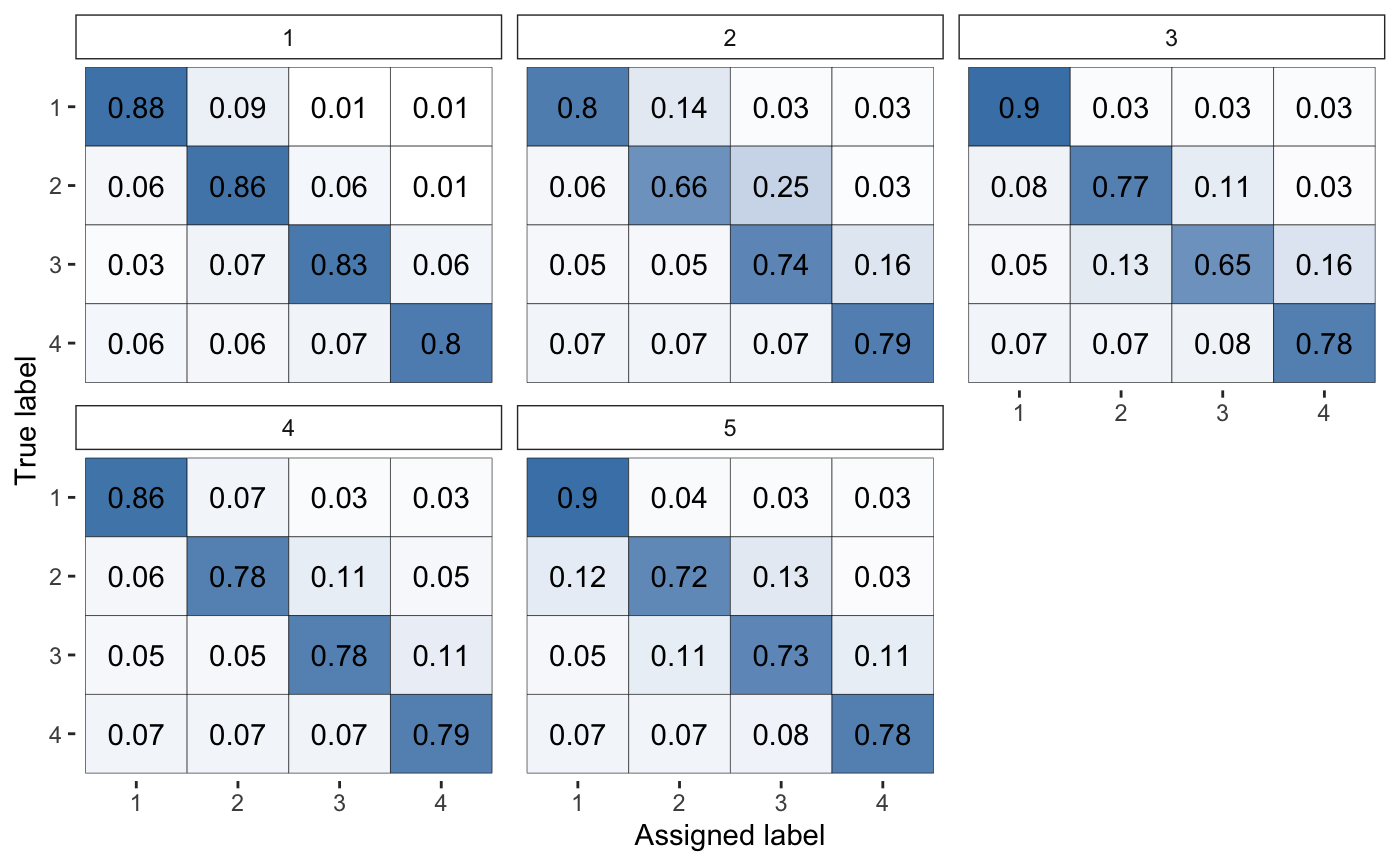 1 2 3
1 0.88 0.09 0.01 0.01 0.8 0.14 0.03 0.03 0.9 0.03 0.03 0.03
2 0.06 0.86 0.06 0.01 0.06 0.66 0.25 0.03 0.08 0.77 0.11 0.03
3 0.03 0.07 0.83 0.06 0.05 0.05 0.74 0.16 0.05 0.13 0.65 0.16
4 0.06 0.06 0.07 0.8 0.07 0.07 0.07 0.79 0.07 0.07 0.08 0.78
1 2 3 4
True label
4 5
1 0.86 0.07 0.03 0.03 0.9 0.04 0.03 0.03
2 0.06 0.78 0.11 0.05 0.12 0.72 0.13 0.03
3 0.05 0.05 0.78 0.11 0.05 0.11 0.73 0.11
4 0.07 0.07 0.07 0.79 0.07 0.07 0.08 0.78
1 2 3 4 1 2 3 4
Assigned label